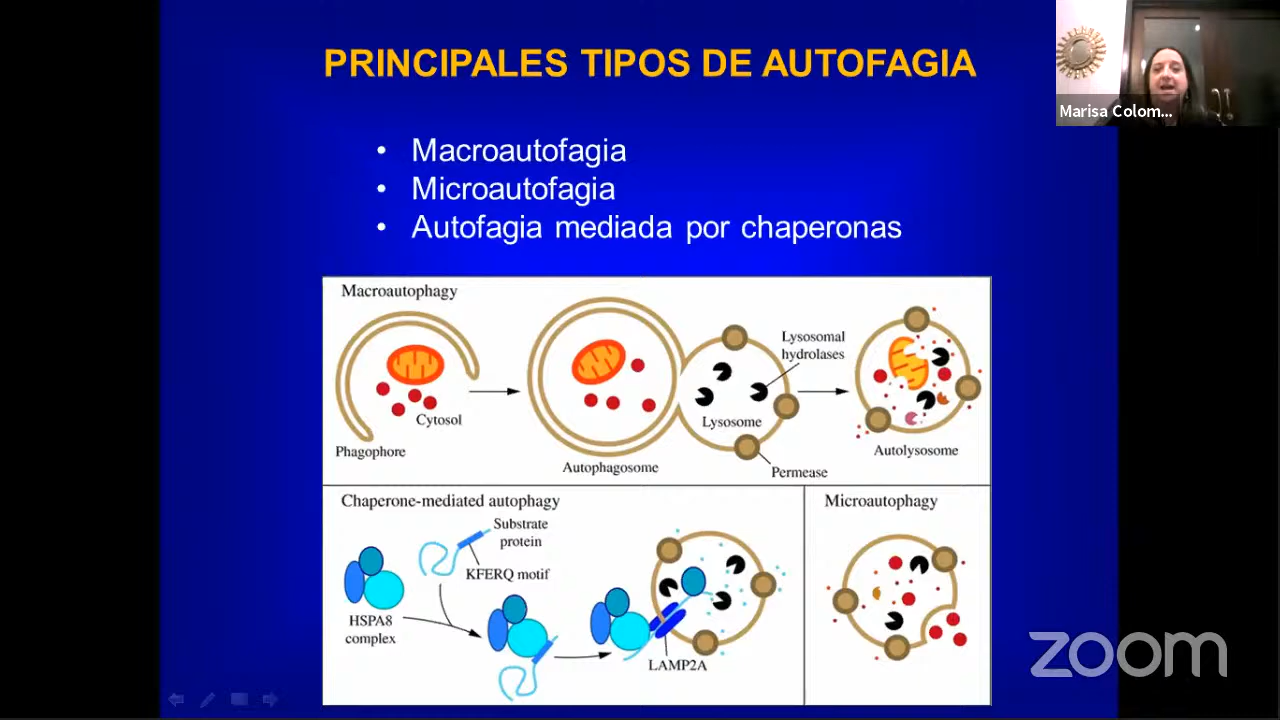 PRINCIPALES TIPOS DE AUTOFAGIA
Marisa Colom...
• Macroautofagia
• Microautofagia
• Autofagia mediada por chaperonas
Macroautophagy
Cytosol
Phagophore
Autophagosome
Lysosomal
hydrolases
Lysosome
Permease
Autolysosome
Chaperone-mediated autophagy
Substrate
protein
KFERQ motif
HSPA8
complex
LAMP2A
Microautophagy
zoom